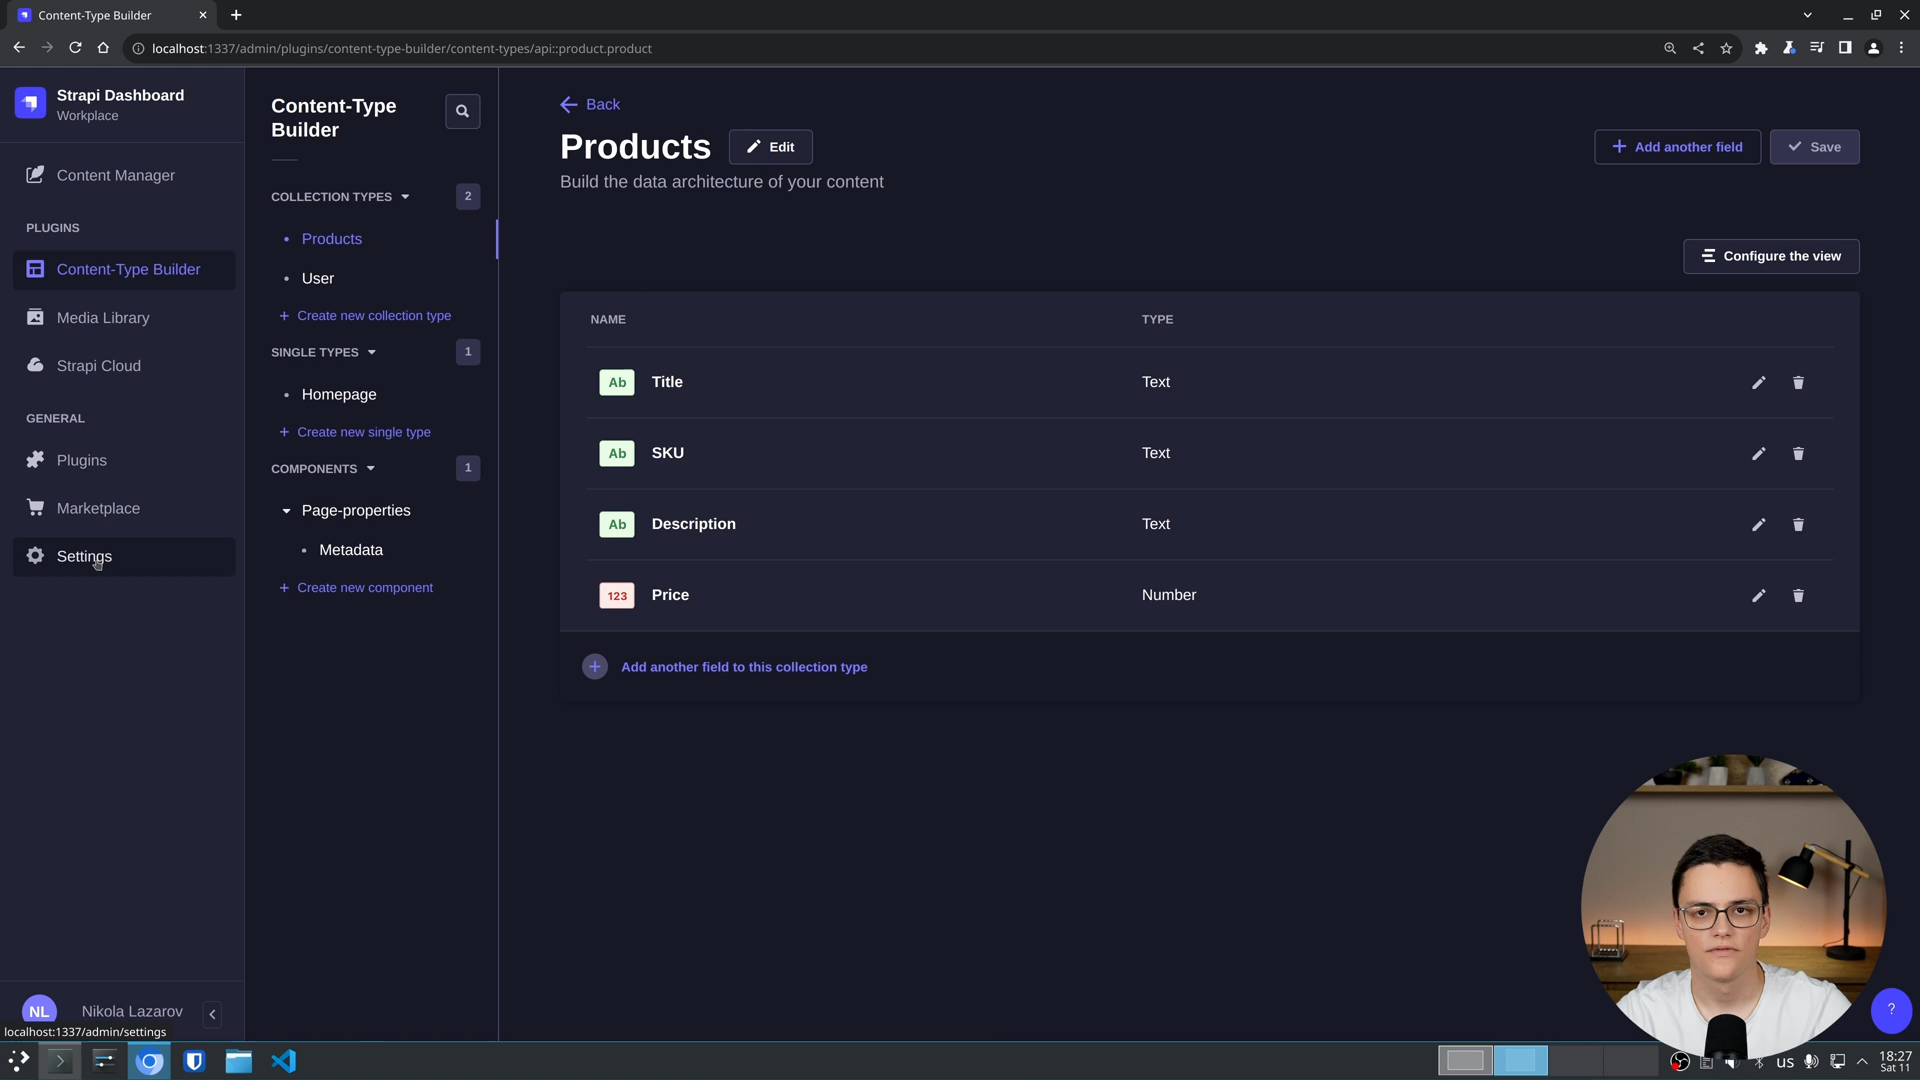 Content-Type Builder
localhost:1337/admin/plugins/content-type-builder/content-types/api::product.product
Strapi Dashboard
Workplace
Content Manager
PLUGINS
Content-Type Builder
Media Library
Strapi Cloud
GENERAL
Plugins
Marketplace
Settings
NL
Nikola Lazarov
localhost:1337/admin/settings
Content-Type
Builder
COLLECTION TYPES
2
Products
User
+ Create new collection type
SINGLE TYPES
1
Homepage
+ Create new single type
COMPONENTS
1
Page-properties
Metadata
+ Create new component
Back
Products
Edit
Add another field
Save
Build the data architecture of your content
Configure the view
NAME
TYPE
Ab
Title
Text
Ab
SKU
Text
Ab
Description
Text
123
Price
Number
Add another field to this collection type
?
US
18:27
Sat 11